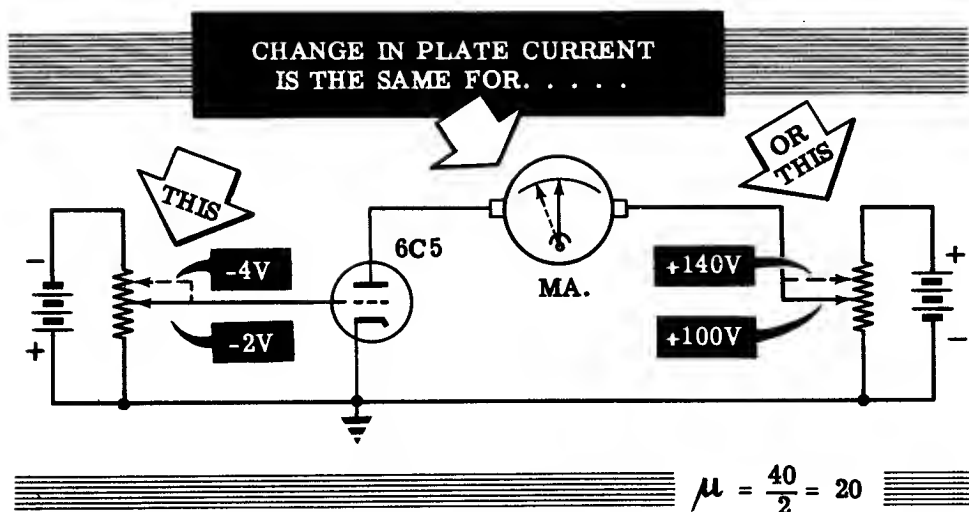 CHANGE IN PLATE CURRENT
IS THE SAME FOR. . . . .
THIS
OR
THIS
-4V
6C5
+140V
+
-
MA.
+
-2V
+100V
-
μ = 40/2 = 20